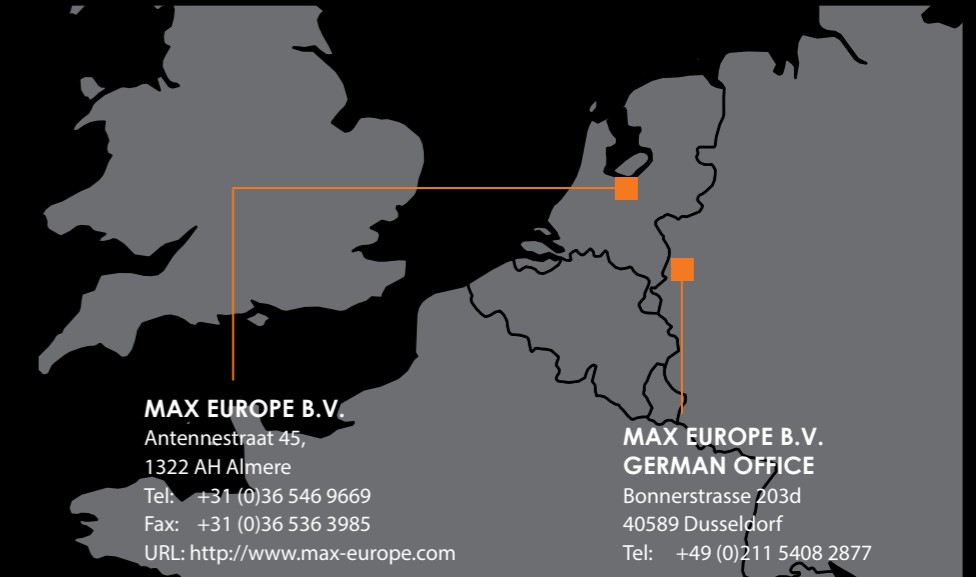 MAX EUROPE B.V.
Antennestraat 45,
1322 AH Almere
Tel: +31 (0)36 546 9669
Fax: +31 (0)36 536 3985
URL: http://www.max-europe.com
MAX EUROPE B.V.
GERMAN OFFICE
Bonnerstrasse 203d
40589 Dusseldorf
Tel: +49 (0)211 5408 2877